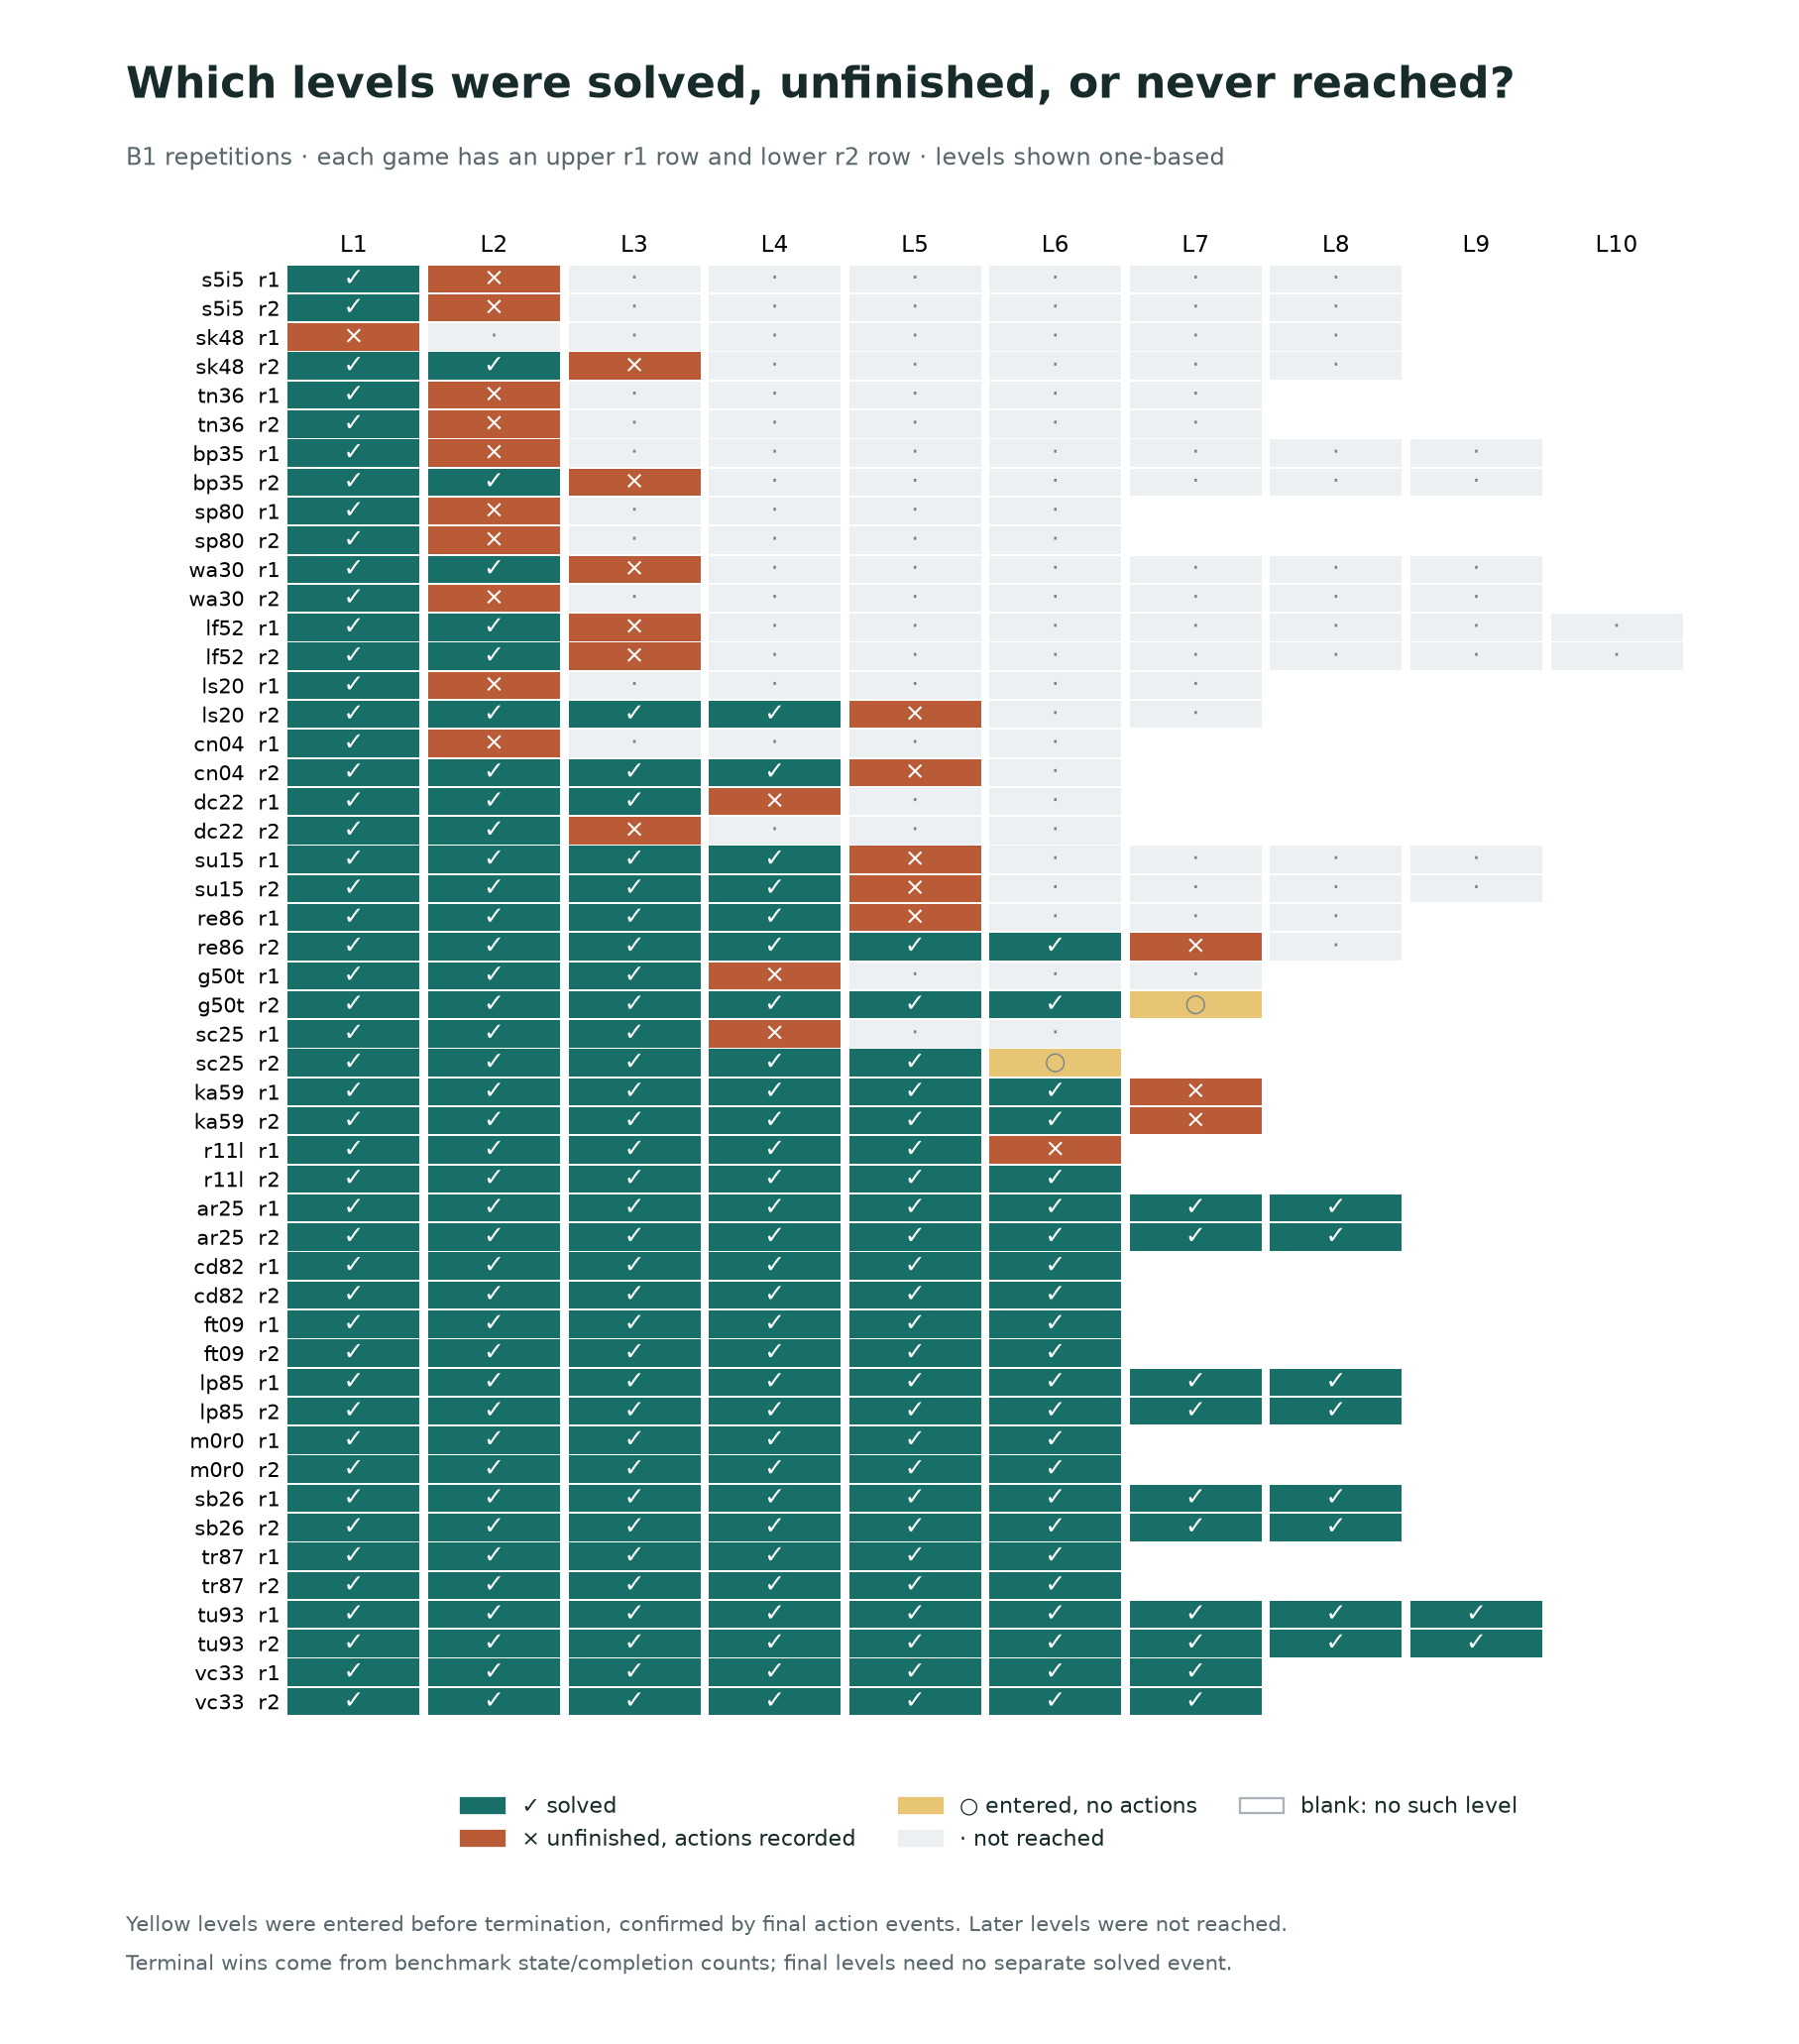 Which levels were solved, unfinished, or never reached?
B1 repetitions · each game has an upper r1 row and lower r2 row · levels shown one-based
L1 L2 L3 L4 L5 L6 L7 L8 L9 L10
s5i5 r1 ✓ × · · · · · ·
s5i5 r2 ✓ × · · · · · ·
sk48 r1 × · · · · · · ·
sk48 r2 ✓ ✓ × · · · · ·
tn36 r1 ✓ × · · · · ·
tn36 r2 ✓ × · · · · ·
bp35 r1 ✓ × · · · · · · ·
bp35 r2 ✓ ✓ × · · · · · ·
sp80 r1 ✓ × · · · ·
sp80 r2 ✓ × · · · ·
wa30 r1 ✓ ✓ × · · · · · ·
wa30 r2 ✓ × · · · · · · ·
lf52 r1 ✓ ✓ × · · · · · · ·
lf52 r2 ✓ ✓ × · · · · · · ·
ls20 r1 ✓ × · · · · ·
ls20 r2 ✓ ✓ ✓ ✓ × · ·
cn04 r1 ✓ × · · · ·
cn04 r2 ✓ ✓ ✓ ✓ × ·
dc22 r1 ✓ ✓ ✓ × · ·
dc22 r2 ✓ ✓ × · · ·
su15 r1 ✓ ✓ ✓ ✓ × · · · ·
su15 r2 ✓ ✓ ✓ ✓ × · · · ·
re86 r1 ✓ ✓ ✓ ✓ × · · ·
re86 r2 ✓ ✓ ✓ ✓ ✓ ✓ × ·
g50t r1 ✓ ✓ ✓ × · · ·
g50t r2 ✓ ✓ ✓ ✓ ✓ ✓ ○
sc25 r1 ✓ ✓ ✓ × · ·
sc25 r2 ✓ ✓ ✓ ✓ ✓ ○
ka59 r1 ✓ ✓ ✓ ✓ ✓ ✓ ×
ka59 r2 ✓ ✓ ✓ ✓ ✓ ✓ ×
r11l r1 ✓ ✓ ✓ ✓ ✓ ×
r11l r2 ✓ ✓ ✓ ✓ ✓ ✓
ar25 r1 ✓ ✓ ✓ ✓ ✓ ✓ ✓ ✓
ar25 r2 ✓ ✓ ✓ ✓ ✓ ✓ ✓ ✓
cd82 r1 ✓ ✓ ✓ ✓ ✓ ✓
cd82 r2 ✓ ✓ ✓ ✓ ✓ ✓
ft09 r1 ✓ ✓ ✓ ✓ ✓ ✓
ft09 r2 ✓ ✓ ✓ ✓ ✓ ✓
lp85 r1 ✓ ✓ ✓ ✓ ✓ ✓ ✓ ✓
lp85 r2 ✓ ✓ ✓ ✓ ✓ ✓ ✓ ✓
m0r0 r1 ✓ ✓ ✓ ✓ ✓ ✓
m0r0 r2 ✓ ✓ ✓ ✓ ✓ ✓
sb26 r1 ✓ ✓ ✓ ✓ ✓ ✓ ✓ ✓
sb26 r2 ✓ ✓ ✓ ✓ ✓ ✓ ✓ ✓
tr87 r1 ✓ ✓ ✓ ✓ ✓ ✓
tr87 r2 ✓ ✓ ✓ ✓ ✓ ✓
tu93 r1 ✓ ✓ ✓ ✓ ✓ ✓ ✓ ✓ ✓
tu93 r2 ✓ ✓ ✓ ✓ ✓ ✓ ✓ ✓ ✓
vc33 r1 ✓ ✓ ✓ ✓ ✓ ✓ ✓
vc33 r2 ✓ ✓ ✓ ✓ ✓ ✓ ✓
✓ solved ○ entered, no actions blank: no such level
× unfinished, actions recorded · not reached
Yellow levels were entered before termination, confirmed by final action events. Later levels were not reached.
Terminal wins come from benchmark state/completion counts; final levels need no separate solved event.